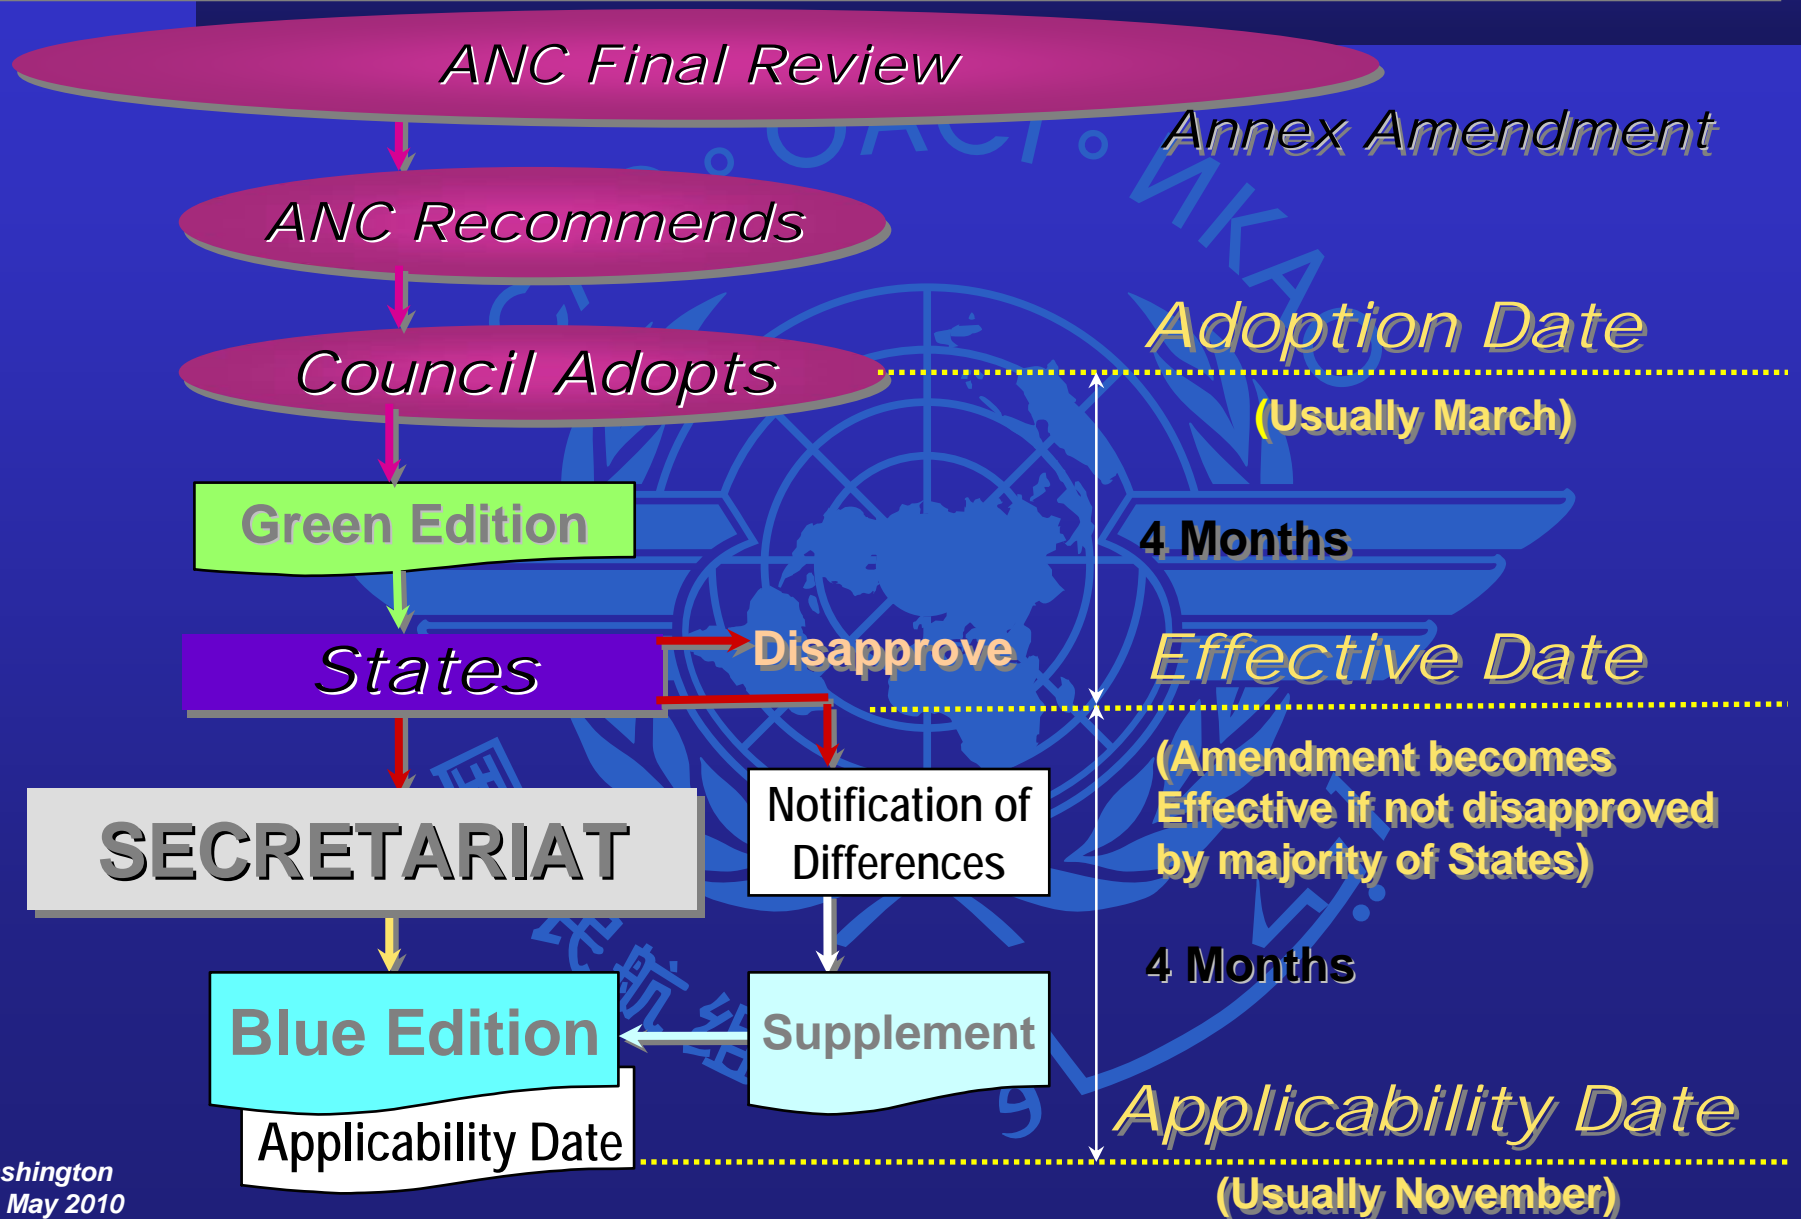 ANC Final Review
Annex Amendment
OACI · ИКАО
ANC Recommends
Adoption Date
Council Adopts
(Usually March)
Green Edition
4 Months
States
Disapprove
Effective Date
(Amendment becomes
Effective if not disapproved
by majority of States)
SECRETARIAT
Notification of
Differences
4 Months
Blue Edition
Supplement
Applicability Date
Applicability Date
(Usually November)
shington
May 2010